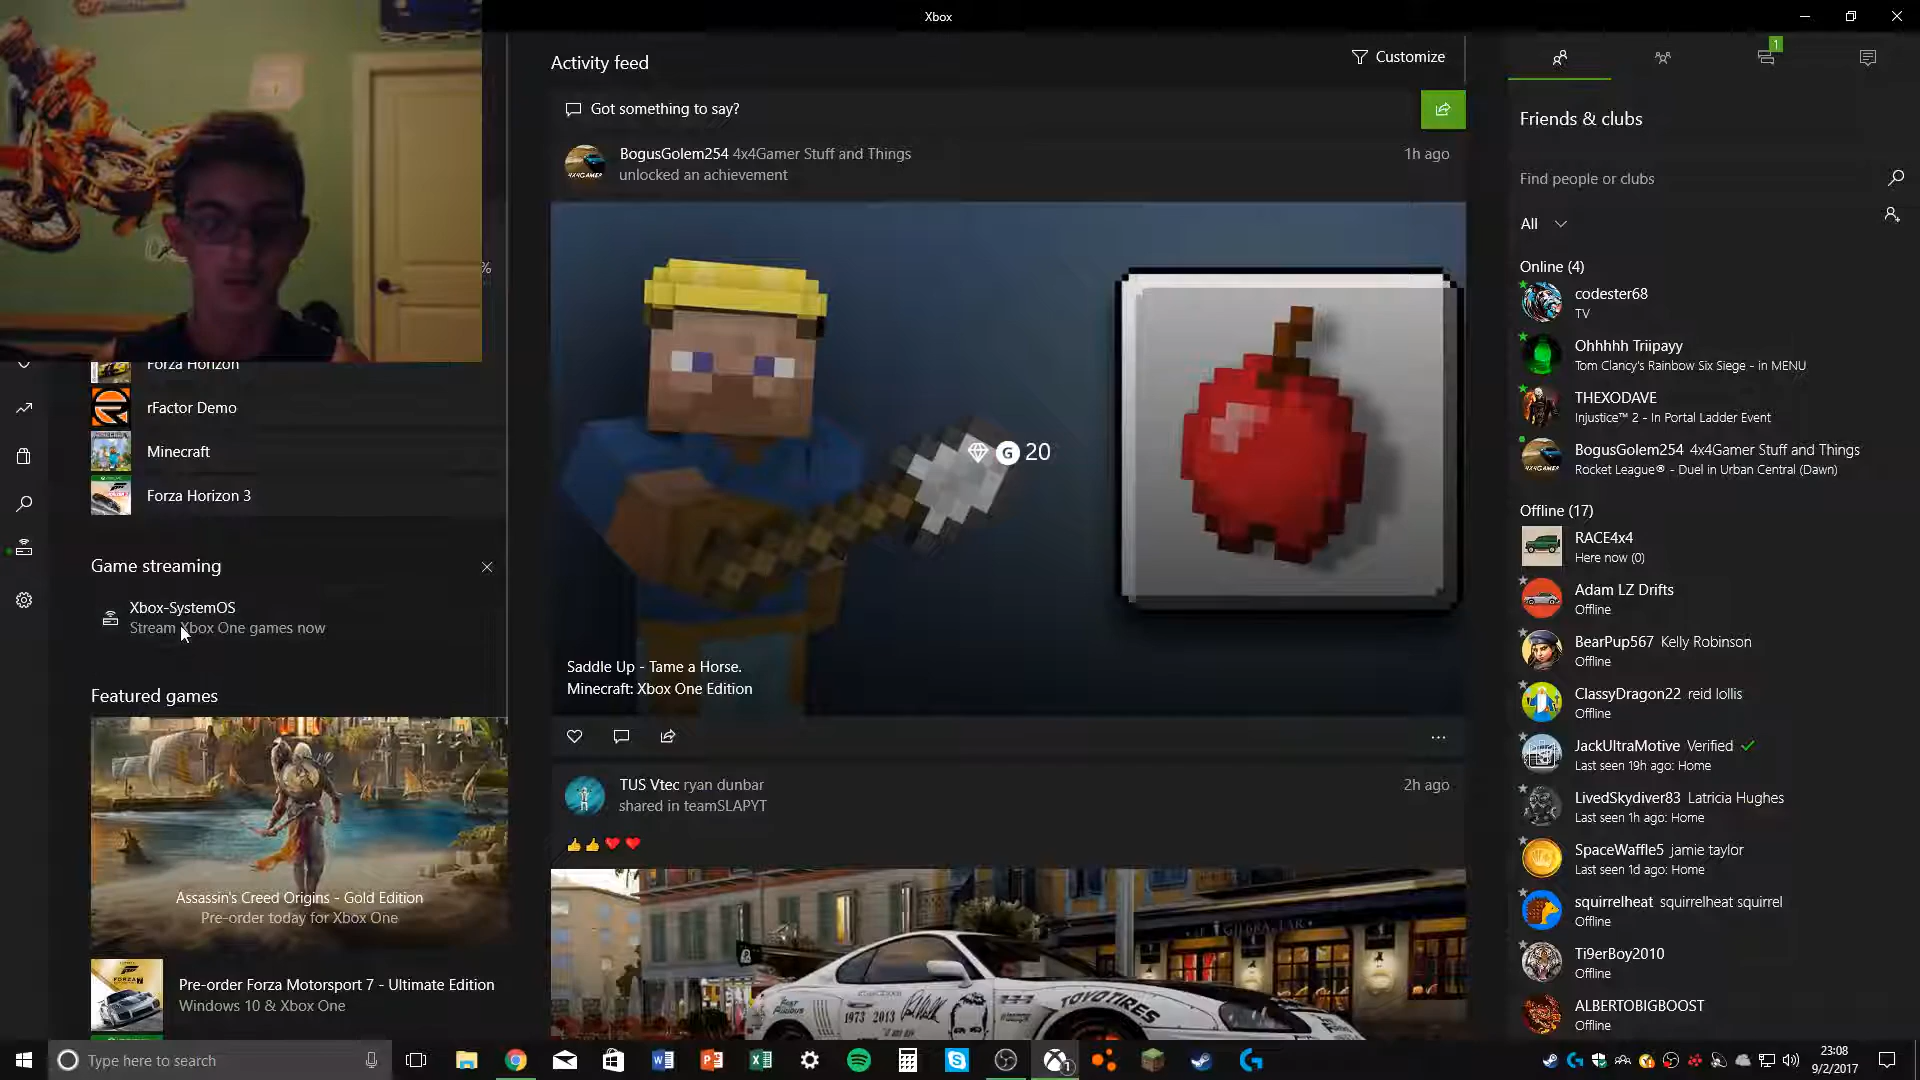 Xbox
%
Forza Horizon
rFactor Demo
Minecraft
Forza Horizon 3
Game streaming
Xbox-SystemOS
Stream Xbox One games now
Featured games
Assassin's Creed Origins - Gold Edition
Pre-order today for Xbox One
Pre-order Forza Motorsport 7 - Ultimate Edition
Windows 10 & Xbox One
Activity feed
Customize
Got something to say?
BogusGolem254 4x4Gamer Stuff and Things
1h ago
unlocked an achievement
4X4GAMER
G 20
Saddle Up - Tame a Horse.
Minecraft: Xbox One Edition
TUS Vtec ryan dunbar
2h ago
shared in teamSLAPYT
1973 2013
TOYO TIRES
1
Friends & clubs
Find people or clubs
All
Online (4)
codester68
TV
Ohhhhh Triipayy
Tom Clancy's Rainbow Six Siege - in MENU
THEXODAVE
Injustice™ 2 - In Portal Ladder Event
BogusGolem254 4x4Gamer Stuff and Things
Rocket League® - Duel in Urban Central (Dawn)
Offline (17)
RACE4x4
Here now (0)
Adam LZ Drifts
Offline
BearPup567 Kelly Robinson
Offline
ClassyDragon22 reid lollis
Offline
JackUltraMotive Verified
Last seen 19h ago: Home
LivedSkydiver83 Latricia Hughes
Last seen 1h ago: Home
SpaceWaffle5 jamie taylor
Last seen 1d ago: Home
squirrelheat squirrelheat squirrel
Offline
Ti9erBoy2010
Offline
ALBERTOBIGBOOST
Offline
Type here to search
23:08
9/2/2017